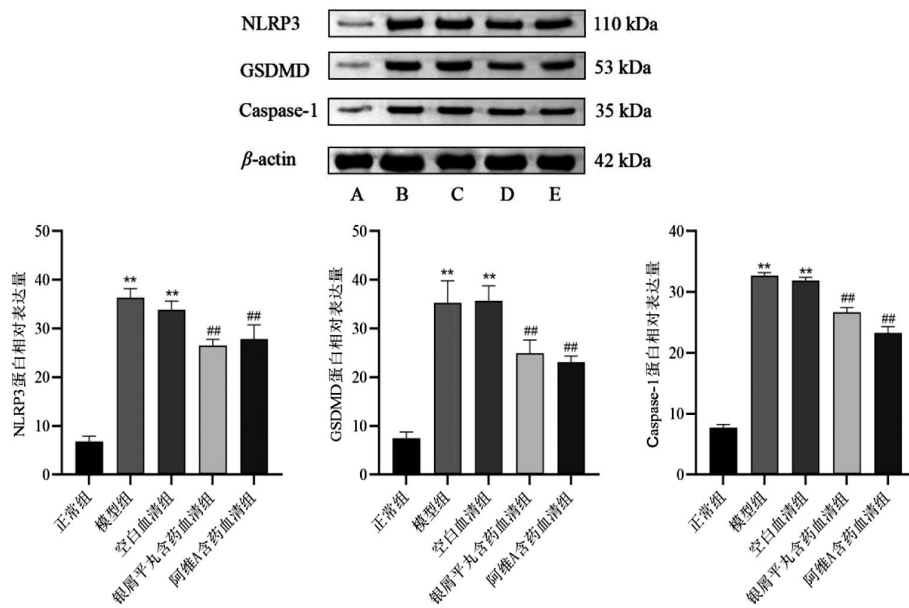 NLRP3 110 kDa
GSDMD 53 kDa
Caspase-1 35 kDa
β-actin 42 kDa
A B C D E
NLRP3蛋白相对表达量
50
40
30
20
10
0
** ** ## ##
正常组
模型组
空白血清组
银屑平丸含药血清组
阿维A含药血清组
GSDMD蛋白相对表达量
50
40
30
20
10
0
** ** ## ##
正常组
模型组
空白血清组
银屑平丸含药血清组
阿维A含药血清组
Caspase-1蛋白相对表达量
40
30
20
10
0
** ** ## ##
正常组
模型组
空白血清组
银屑平丸含药血清组
阿维A含药血清组